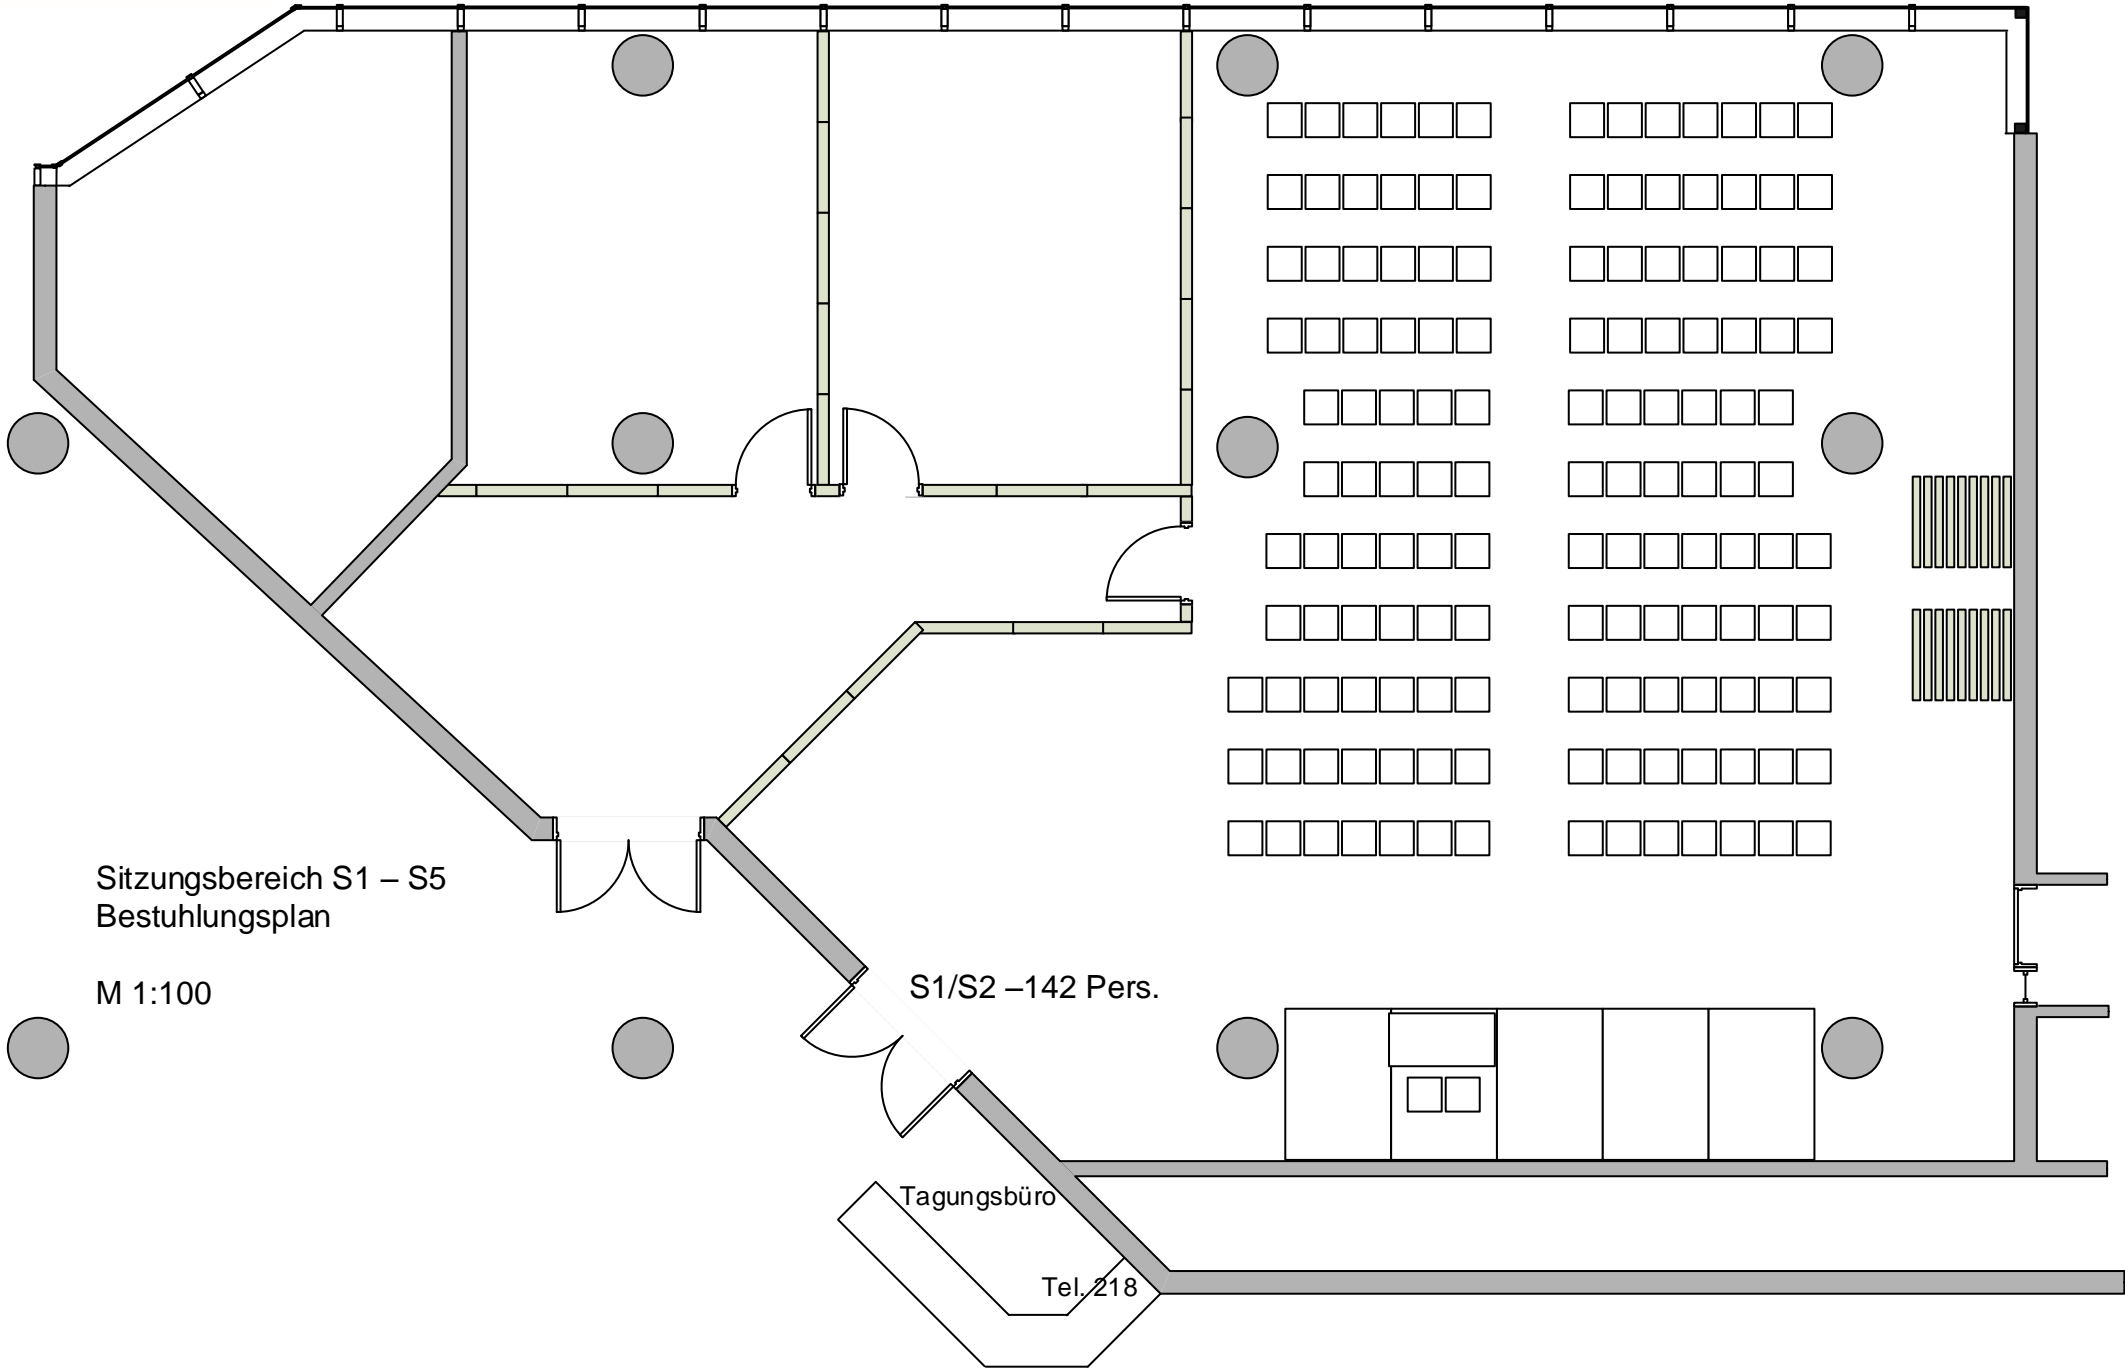 Sitzungsbereich S1 – S5
Bestuhlungsplan
M 1:100
S1/S2 –142 Pers.
Tagungsbüro
Tel. 218